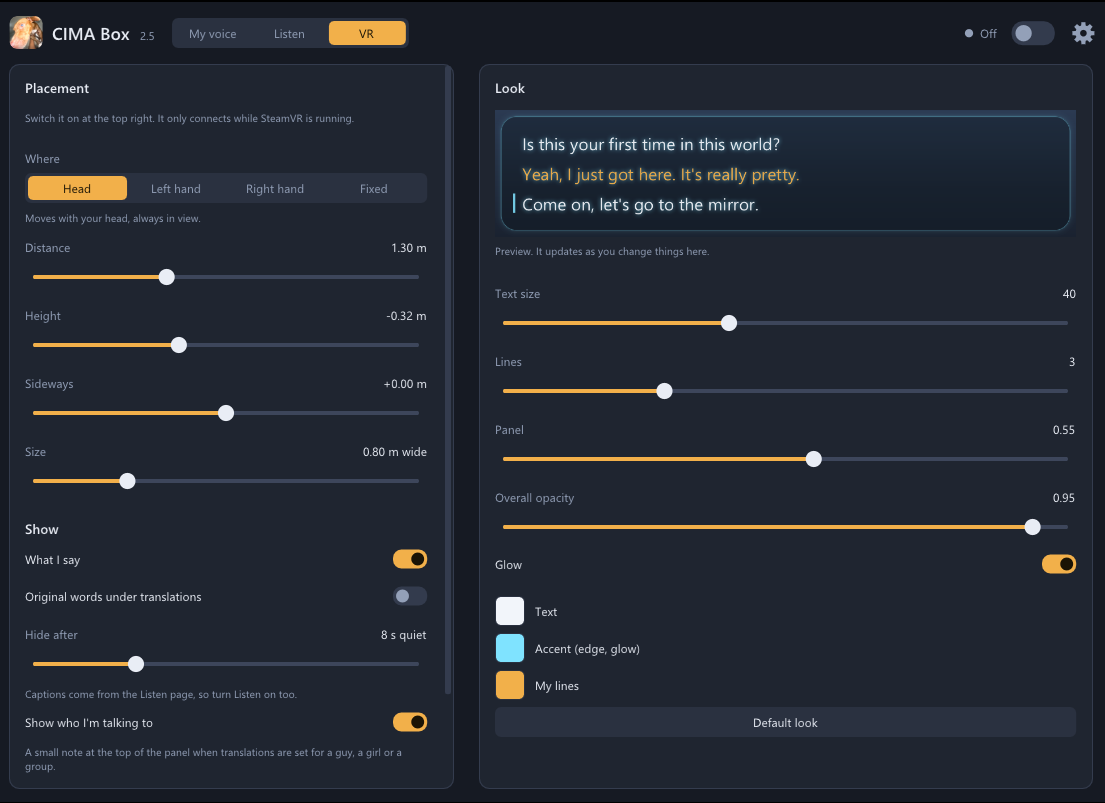 CIMA Box 2.5
My voice Listen VR
Off
Placement
Switch it on at the top right. It only connects while SteamVR is running.
Where
Head Left hand Right hand Fixed
Moves with your head, always in view.
Distance 1.30 m
Height -0.32 m
Sideways +0.00 m
Size 0.80 m wide
Show
What I say
Original words under translations
Hide after 8 s quiet
Captions come from the Listen page, so turn Listen on too.
Show who I'm talking to
A small note at the top of the panel when translations are set for a guy, a girl or a
group.
Look
Is this your first time in this world?
Yeah, I just got here. It's really pretty.
Come on, let's go to the mirror.
Preview. It updates as you change things here.
Text size 40
Lines 3
Panel 0.55
Overall opacity 0.95
Glow
Text
Accent (edge, glow)
My lines
Default look